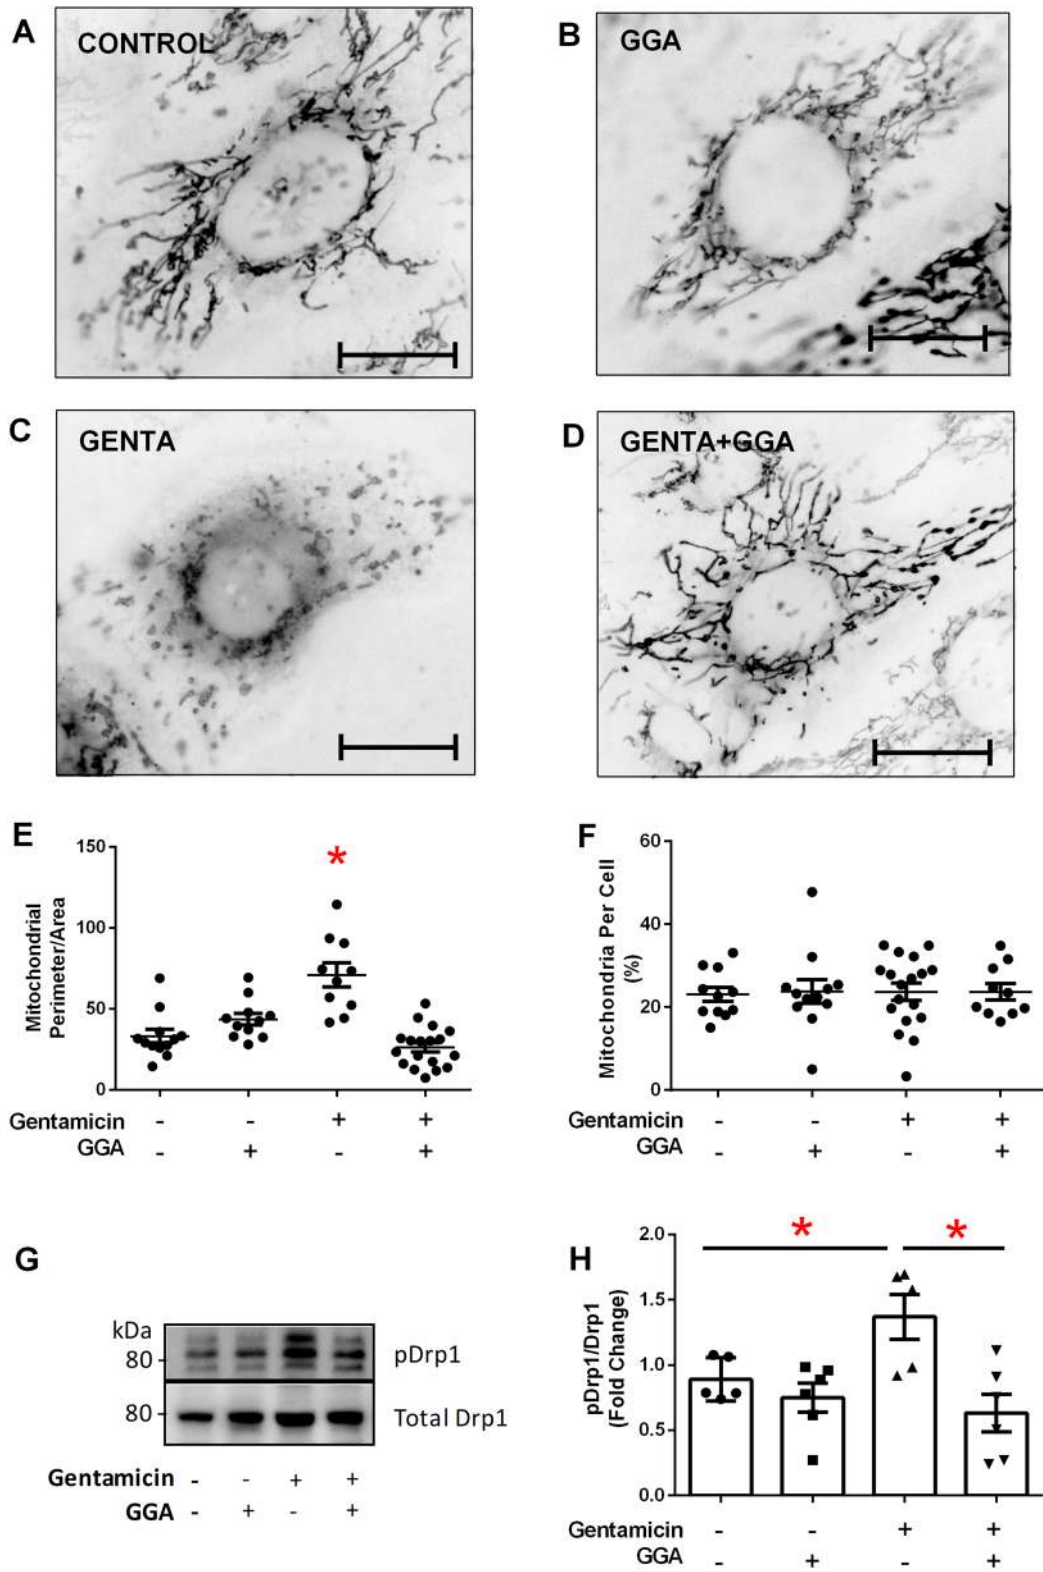 A
CONTROL
B
GGA
C
GENTA
D
GENTA+GGA
E
Mitochondrial
Perimeter/Area
150
100
50
0
Gentamicin - - + +
GGA - + - +
F
Mitochondria Per Cell
(%)
60
40
20
0
Gentamicin - - + +
GGA - + - +
G
kDa
80
pDrp1
80
Total Drp1
Gentamicin - - + +
GGA - + - +
H
pDrp1/Drp1
(Fold Change)
2.0
1.5
1.0
0.5
0.0
*
*
Gentamicin - - + +
GGA - + - +